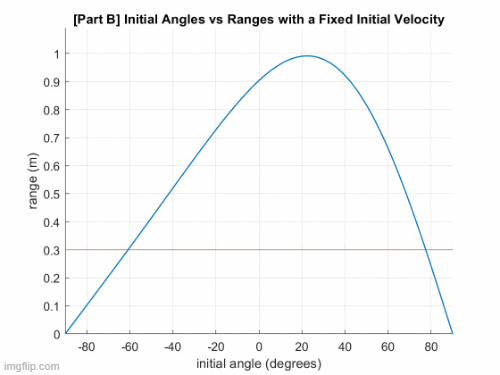 [Part B] Initial Angles vs Ranges with a Fixed Initial Velocity
1
0.9
0.8
0.7
0.6
0.5
0.4
0.3
0.2
0.1
0
range (m)
-80 -60 -40 -20 0 20 40 60 80
initial angle (degrees)
imgflip.com